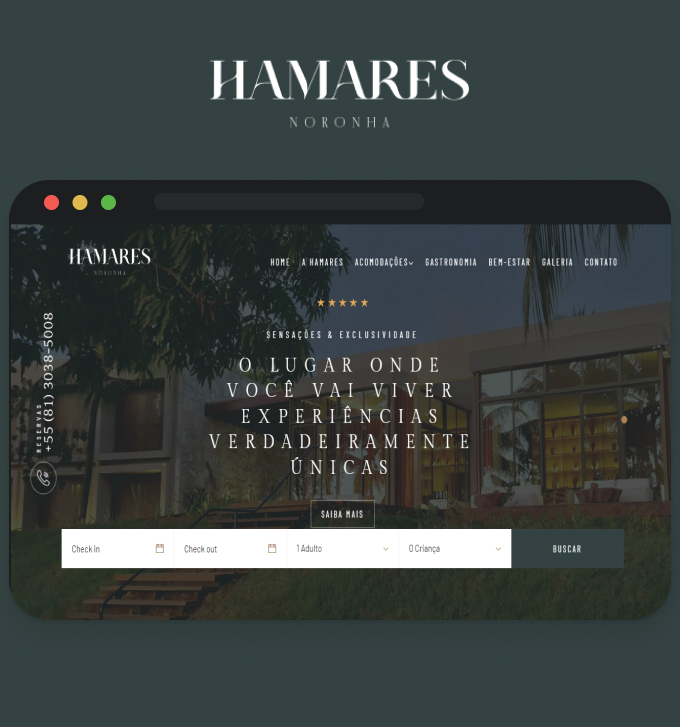 HAMARES
NORONHA
HAMARES
NORONHA
HOME A HAMARES ACOMODAÇÕES GASTRONOMIA BEM-ESTAR GALERIA CONTATO
SENSAÇÕES & EXCLUSIVIDADE
O LUGAR ONDE
VOCÊ VAI VIVER
EXPERIÊNCIAS
VERDADEIRAMENTE
ÚNICAS
SAIBA MAIS
RESERVAS
+55 (81) 3038-5008
Check in
Check out
1 Adulto
0 Criança
BUSCAR